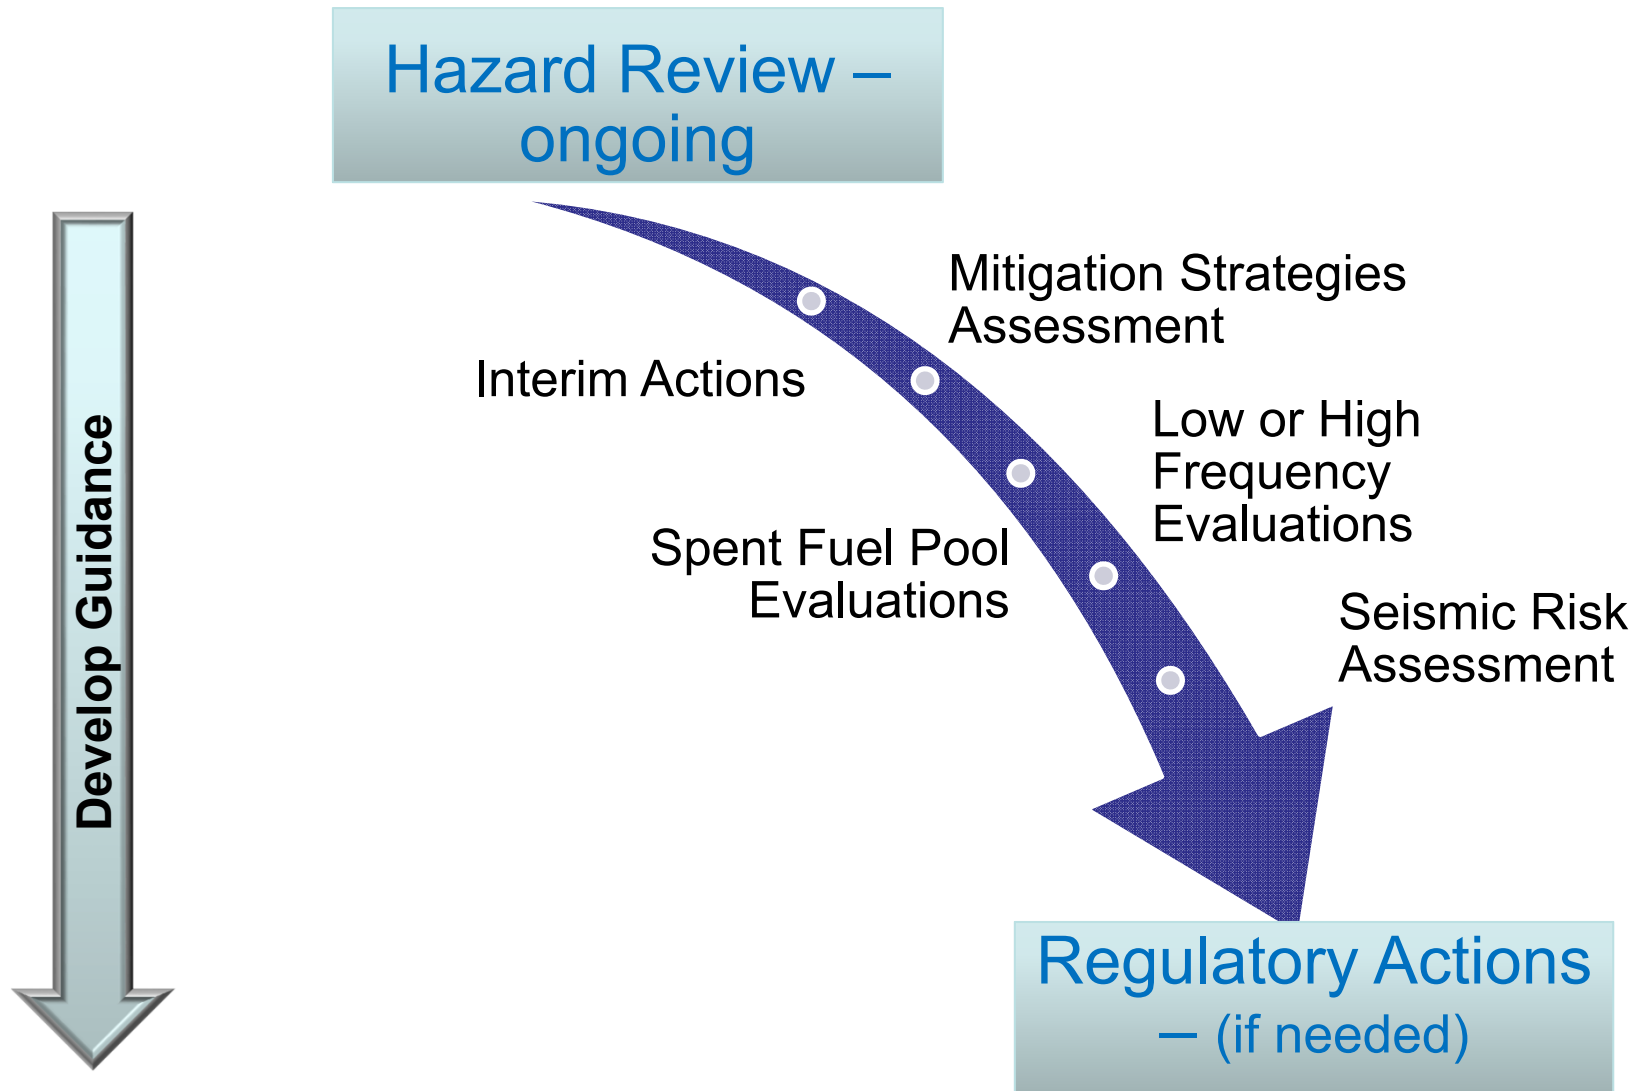 Hazard Review –
ongoing
Develop Guidance
Mitigation Strategies
Assessment
Interim Actions
Low or High
Frequency
Evaluations
Spent Fuel Pool
Evaluations
Seismic Risk
Assessment
Regulatory Actions
– (if needed)